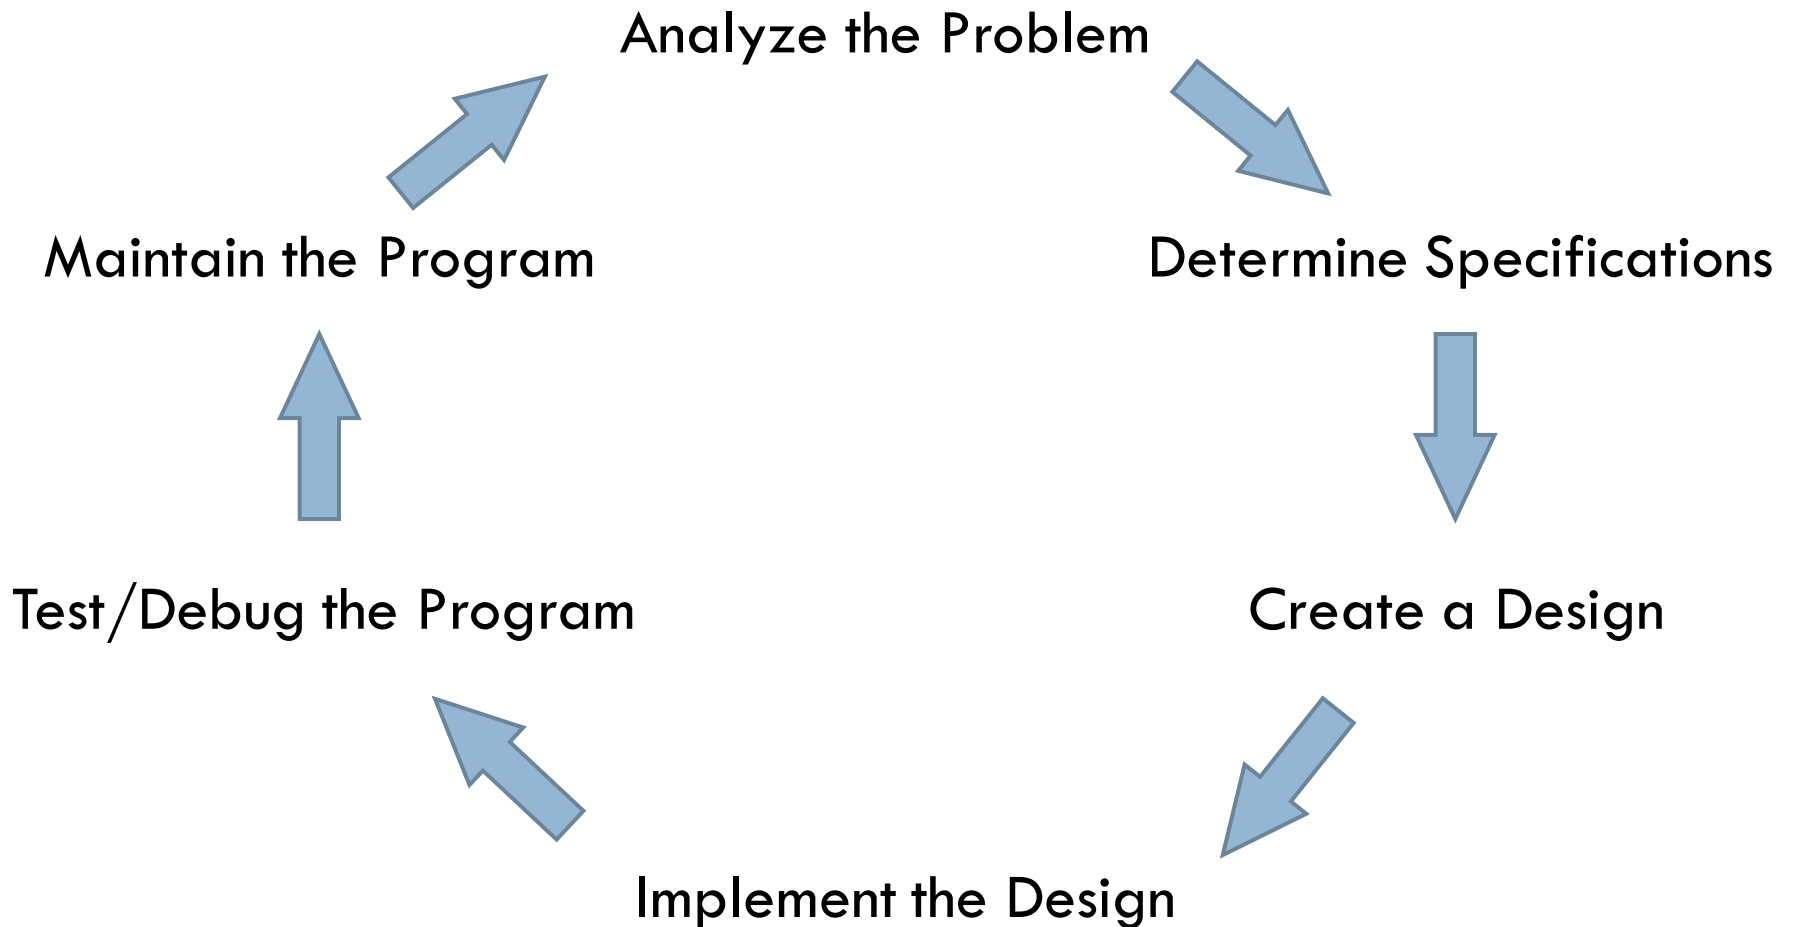 Analyze the Problem
Determine Specifications
Create a Design
Implement the Design
Test/Debug the Program
Maintain the Program